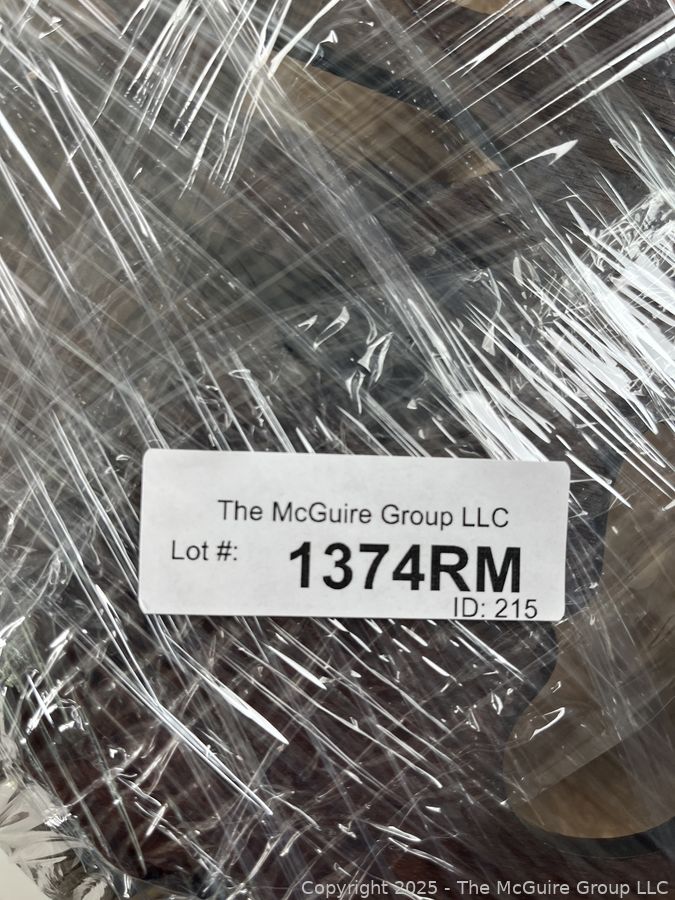 The McGuire Group LLC
Lot #: 1374RM
ID: 215
Copyright 2025 - The McGuire Group LLC